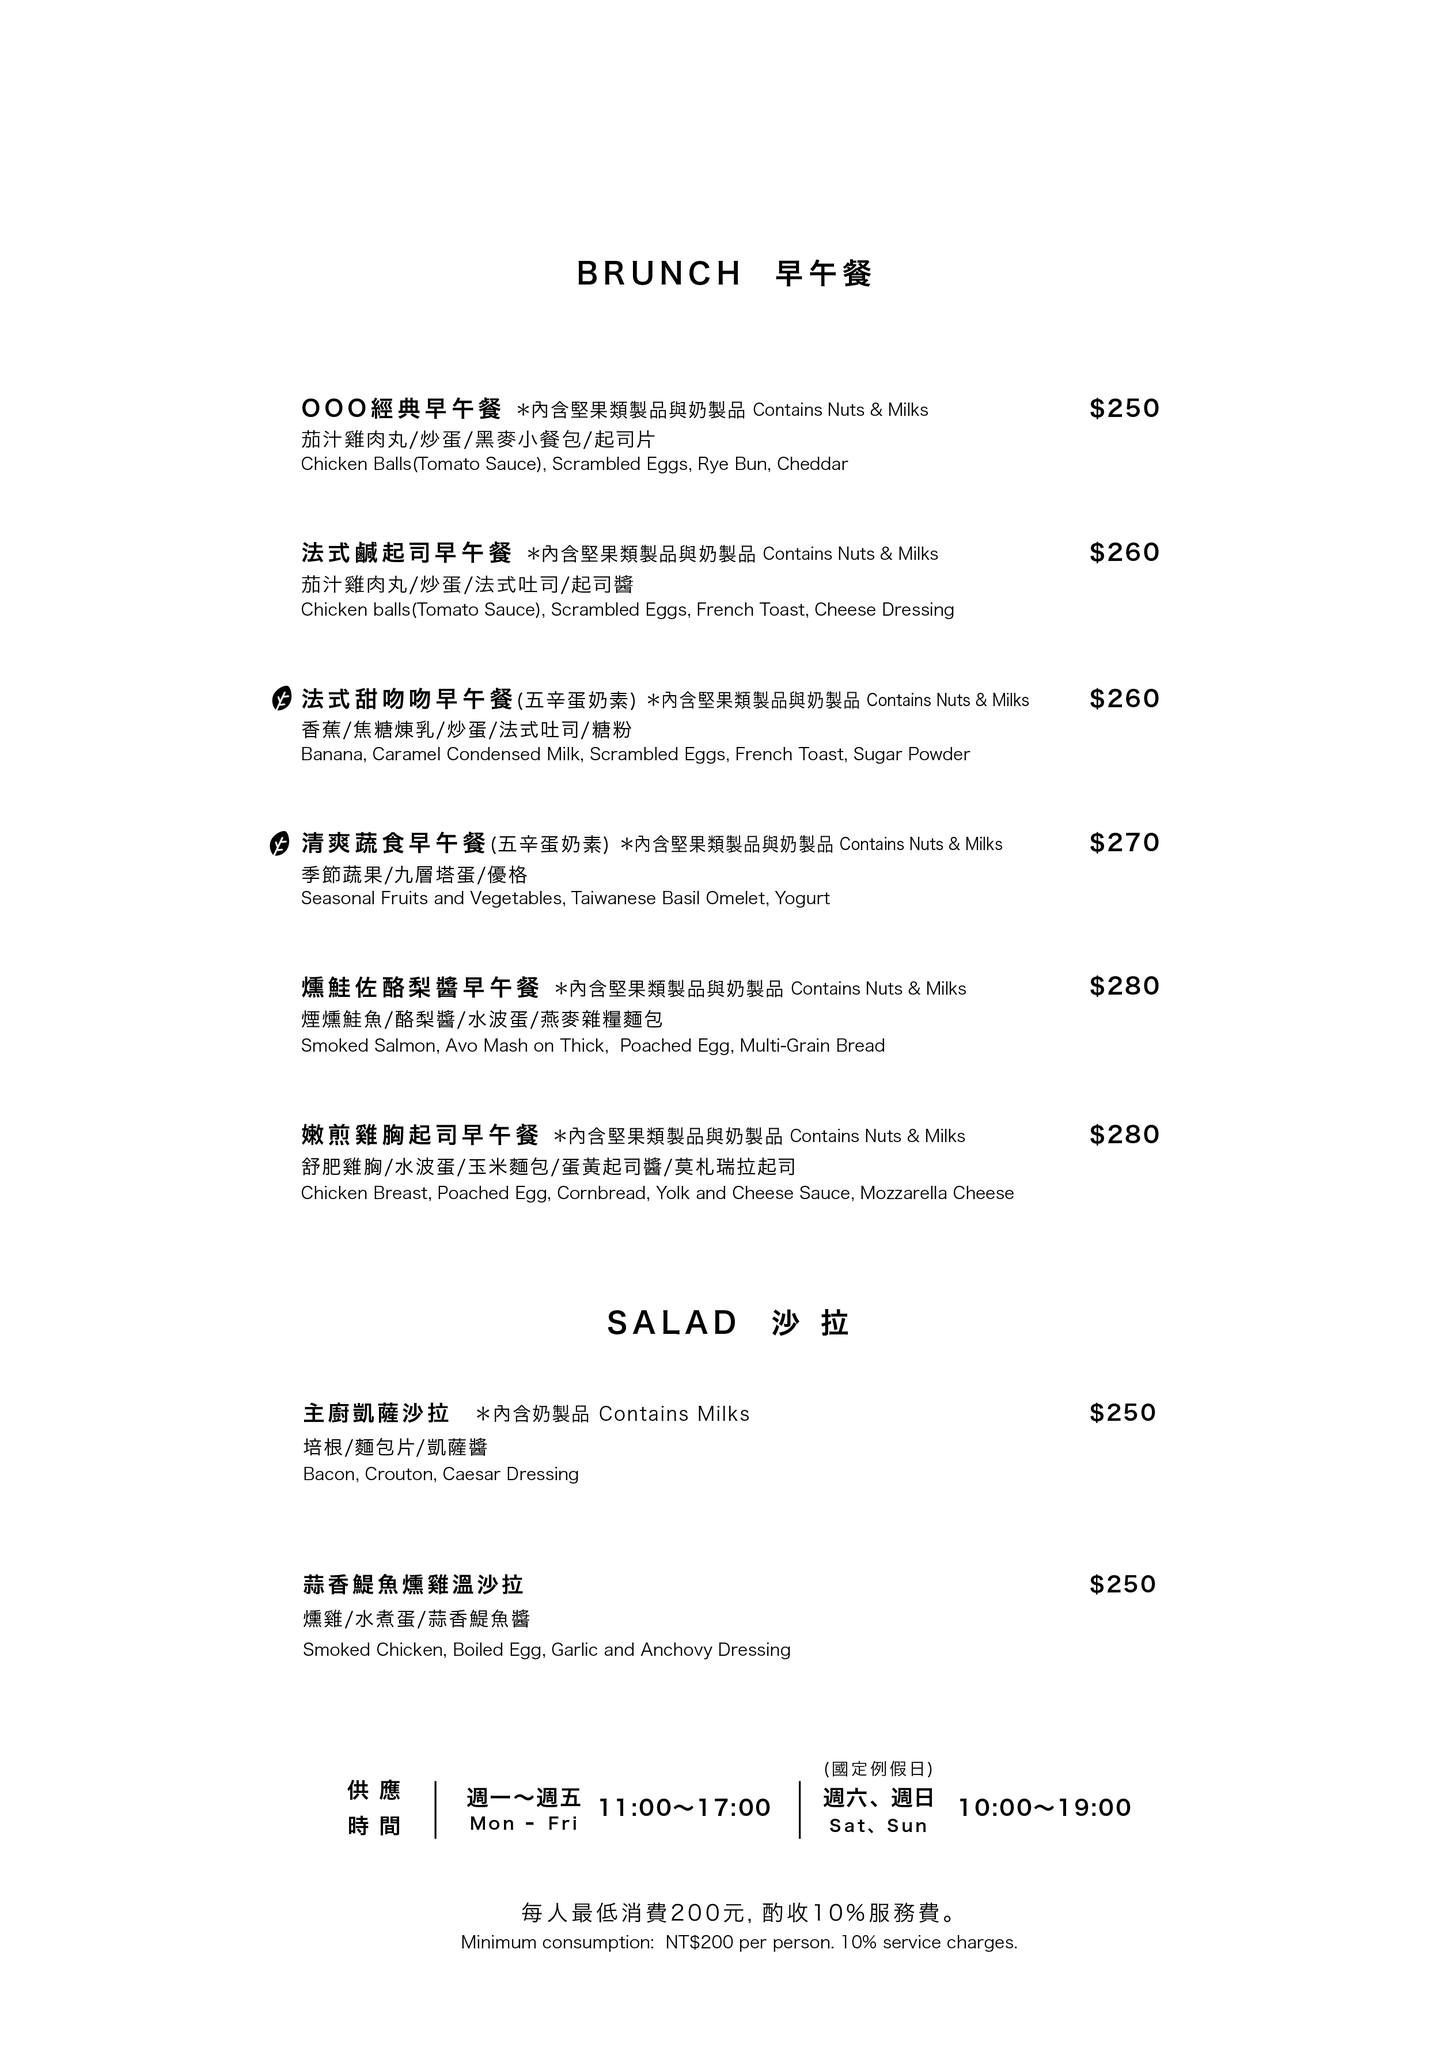 BRUNCH 早午餐
OOO經典早午餐 *內含堅果類製品與奶製品 Contains Nuts & Milks $250
茄汁雞肉丸/炒蛋/黑麥小餐包/起司片
Chicken Balls(Tomato Sauce), Scrambled Eggs, Rye Bun, Cheddar
法式鹹起司早午餐 *內含堅果類製品與奶製品 Contains Nuts & Milks $260
茄汁雞肉丸/炒蛋/法式吐司/起司醬
Chicken balls(Tomato Sauce), Scrambled Eggs, French Toast, Cheese Dressing
法式甜吻吻早午餐(五辛蛋奶素) *內含堅果類製品與奶製品 Contains Nuts & Milks $260
香蕉/焦糖煉乳/炒蛋/法式吐司/糖粉
Banana, Caramel Condensed Milk, Scrambled Eggs, French Toast, Sugar Powder
清爽蔬食早午餐(五辛蛋奶素) *內含堅果類製品與奶製品 Contains Nuts & Milks $270
季節蔬果/九層塔蛋/優格
Seasonal Fruits and Vegetables, Taiwanese Basil Omelet, Yogurt
燻鮭佐酪梨醬早午餐 *內含堅果類製品與奶製品 Contains Nuts & Milks $280
煙燻鮭魚/酪梨醬/水波蛋/燕麥雜糧麵包
Smoked Salmon, Avo Mash on Thick, Poached Egg, Multi-Grain Bread
嫩煎雞胸起司早午餐 *內含堅果類製品與奶製品 Contains Nuts & Milks $280
舒肥雞胸/水波蛋/玉米麵包/蛋黃起司醬/莫札瑞拉起司
Chicken Breast, Poached Egg, Cornbread, Yolk and Cheese Sauce, Mozzarella Cheese
SALAD 沙 拉
主廚凱薩沙拉 *內含奶製品 Contains Milks $250
培根/麵包片/凱薩醬
Bacon, Crouton, Caesar Dressing
蒜香鯷魚燻雞溫沙拉 $250
燻雞/水煮蛋/蒜香鯷魚醬
Smoked Chicken, Boiled Egg, Garlic and Anchovy Dressing
供應
時間
週一～週五 11:00～17:00
Mon - Fri
(國定例假日)
週六、週日 10:00～19:00
Sat、Sun
每人最低消費200元, 酌收10%服務費。
Minimum consumption: NT$200 per person. 10% service charges.